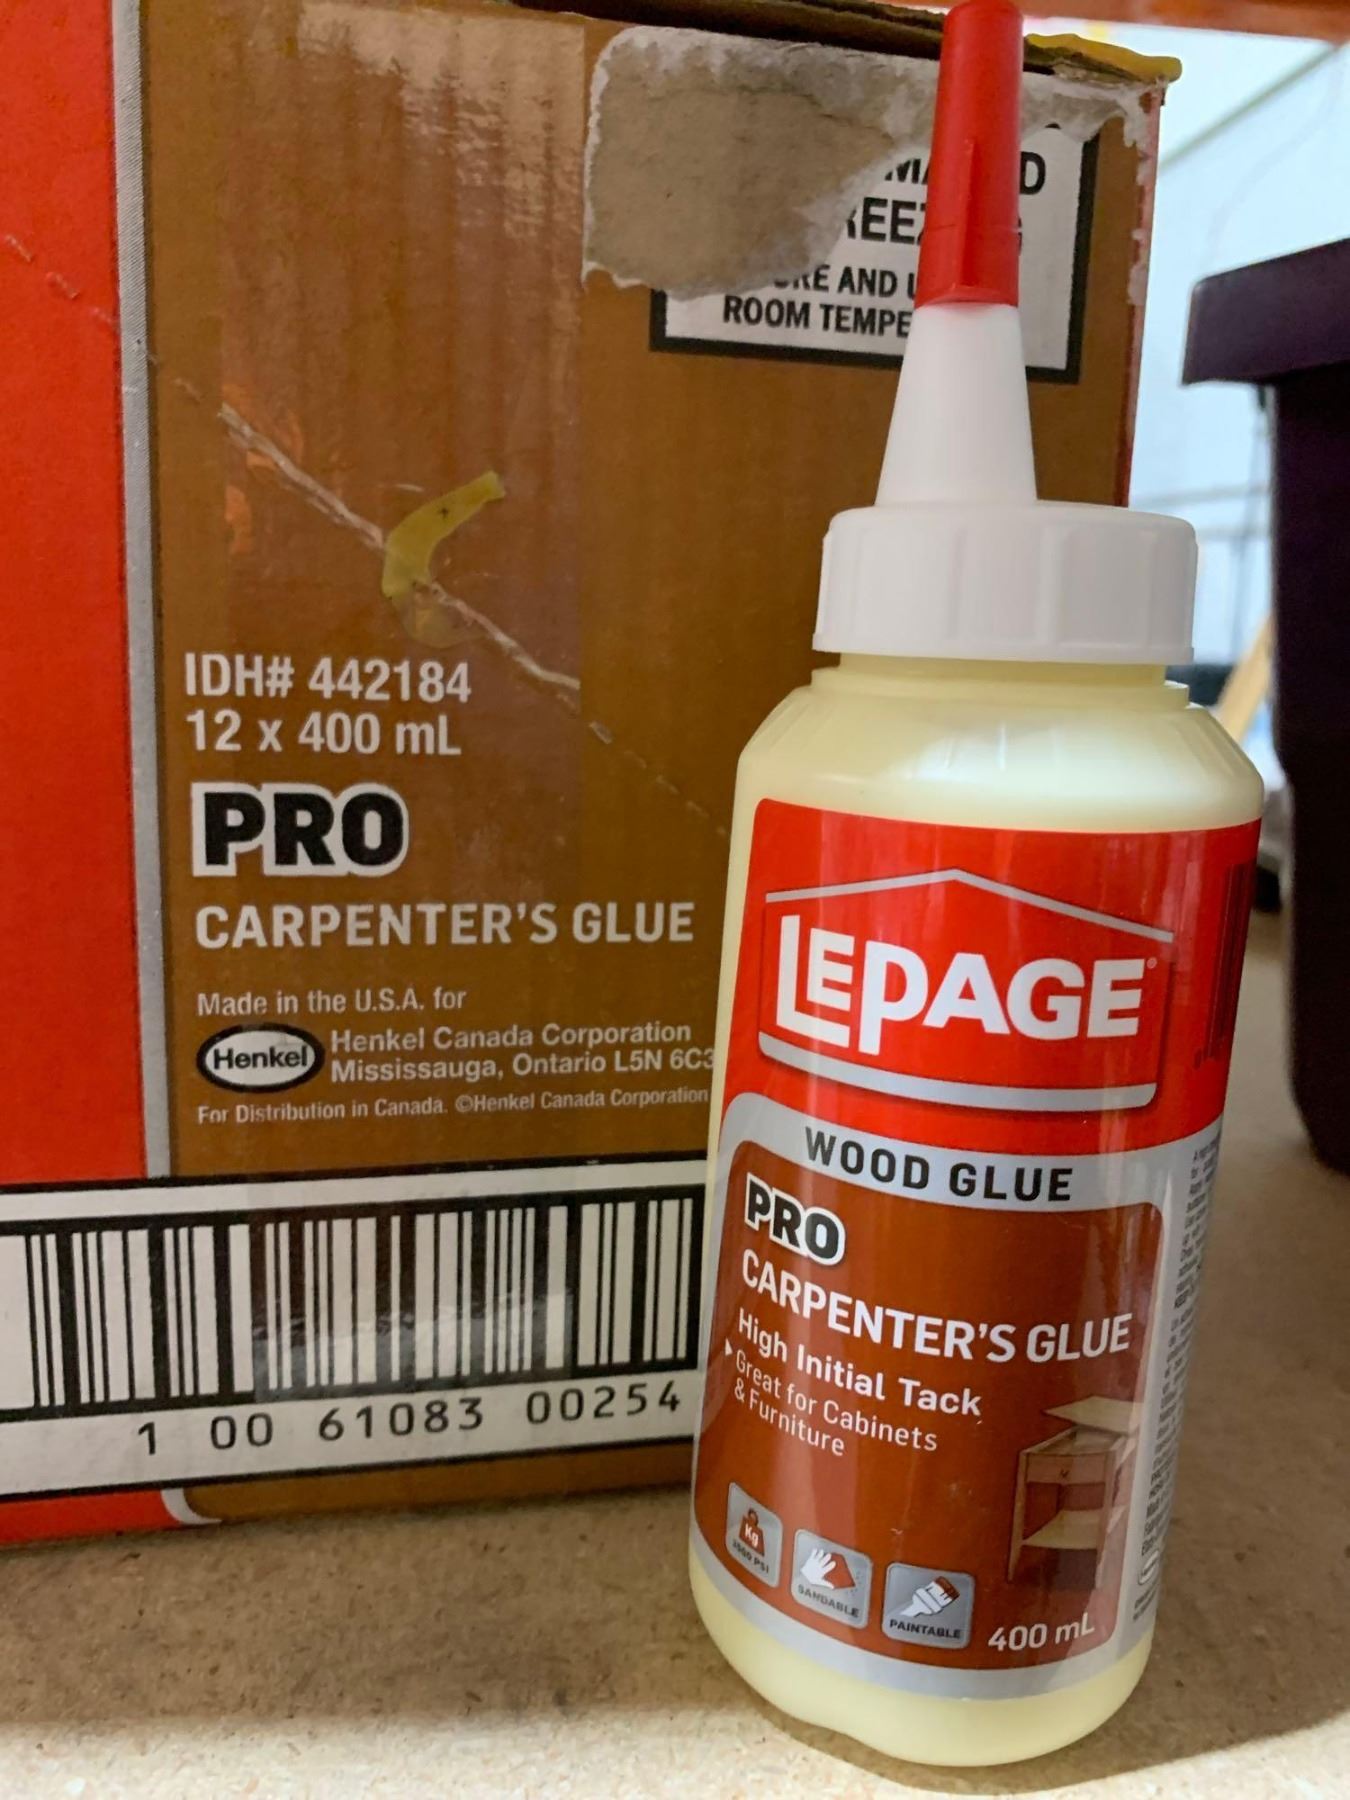 ROOM
AND
IDH# 442184
12 x 400 mL
PRO
CARPENTER'S GLUE
Made in the U.S.A. for
Henkel
Henkel Canada Corporation
Mississauga, Ontario L5N 6C3
For Distribution in Canada. ©Henkel Canada Corporation
1 00 61083 00254
LEPAGE®
WOOD GLUE
PRO
CARPENTER'S GLUE
High Initial Tack
Great for Cabinets
& Furniture
Kg
SANDABLE
PAINTABLE
400 mL